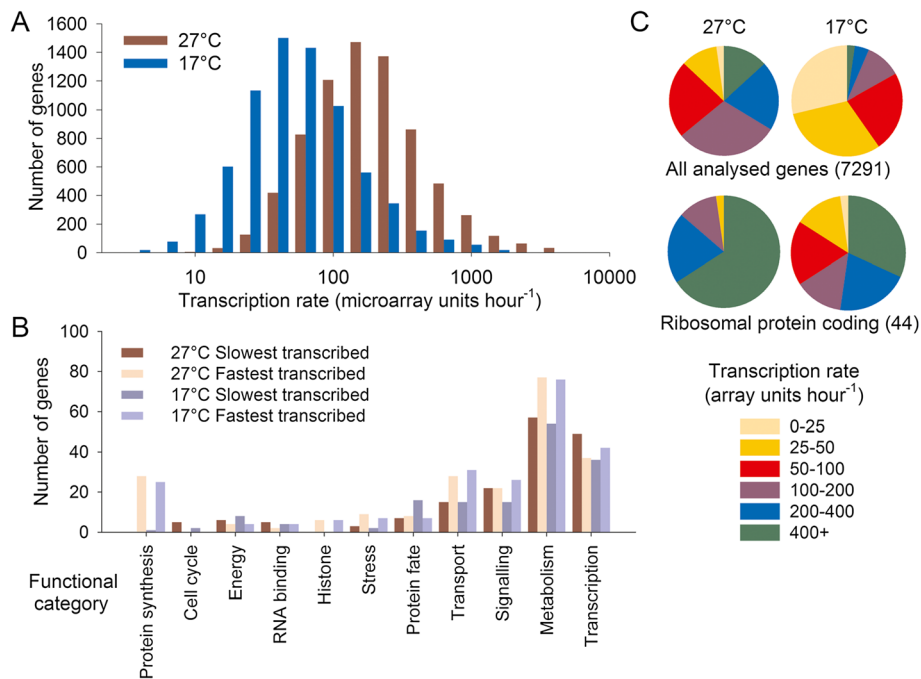 A
1600
1400
1200
1000
800
600
400
200
0
Number of genes
27°C
17°C
10
100
1000
10000
Transcription rate (microarray units hour-1)
B
100
80
60
40
20
0
Number of genes
27°C Slowest transcribed
27°C Fastest transcribed
17°C Slowest transcribed
17°C Fastest transcribed
Functional
category
Protein synthesis
Cell cycle
Energy
RNA binding
Histone
Stress
Protein fate
Transport
Signalling
Metabolism
Transcription
C
27°C
17°C
All analysed genes (7291)
Ribosomal protein coding (44)
Transcription rate
(array units hour-1)
0-25
25-50
50-100
100-200
200-400
400+